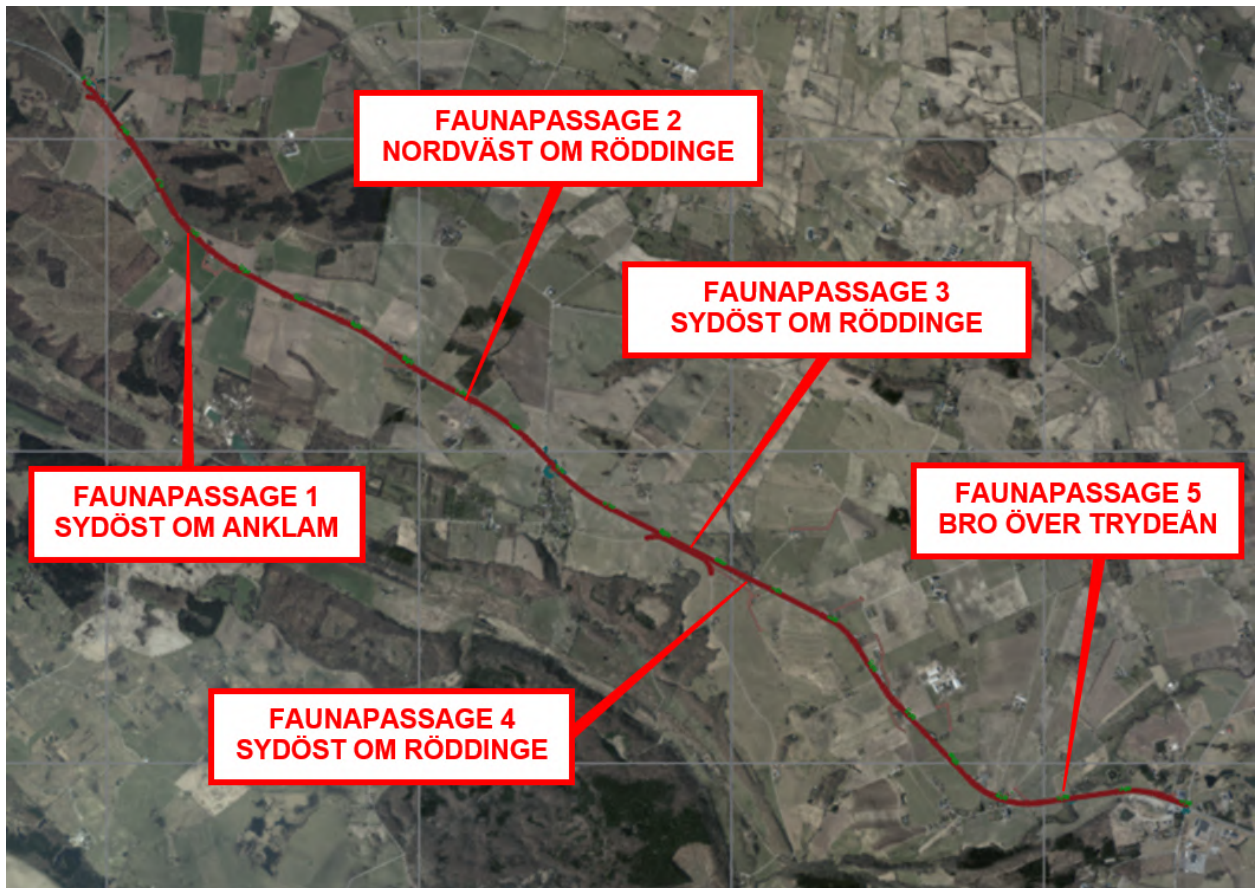 FAUNAPASSAGE 2
NORDVÄST OM RÖDDINGE
FAUNAPASSAGE 3
SYDÖST OM RÖDDINGE
FAUNAPASSAGE 1
SYDÖST OM ANKLAM
FAUNAPASSAGE 5
BRO ÖVER TRYDEÅN
FAUNAPASSAGE 4
SYDÖST OM RÖDDINGE